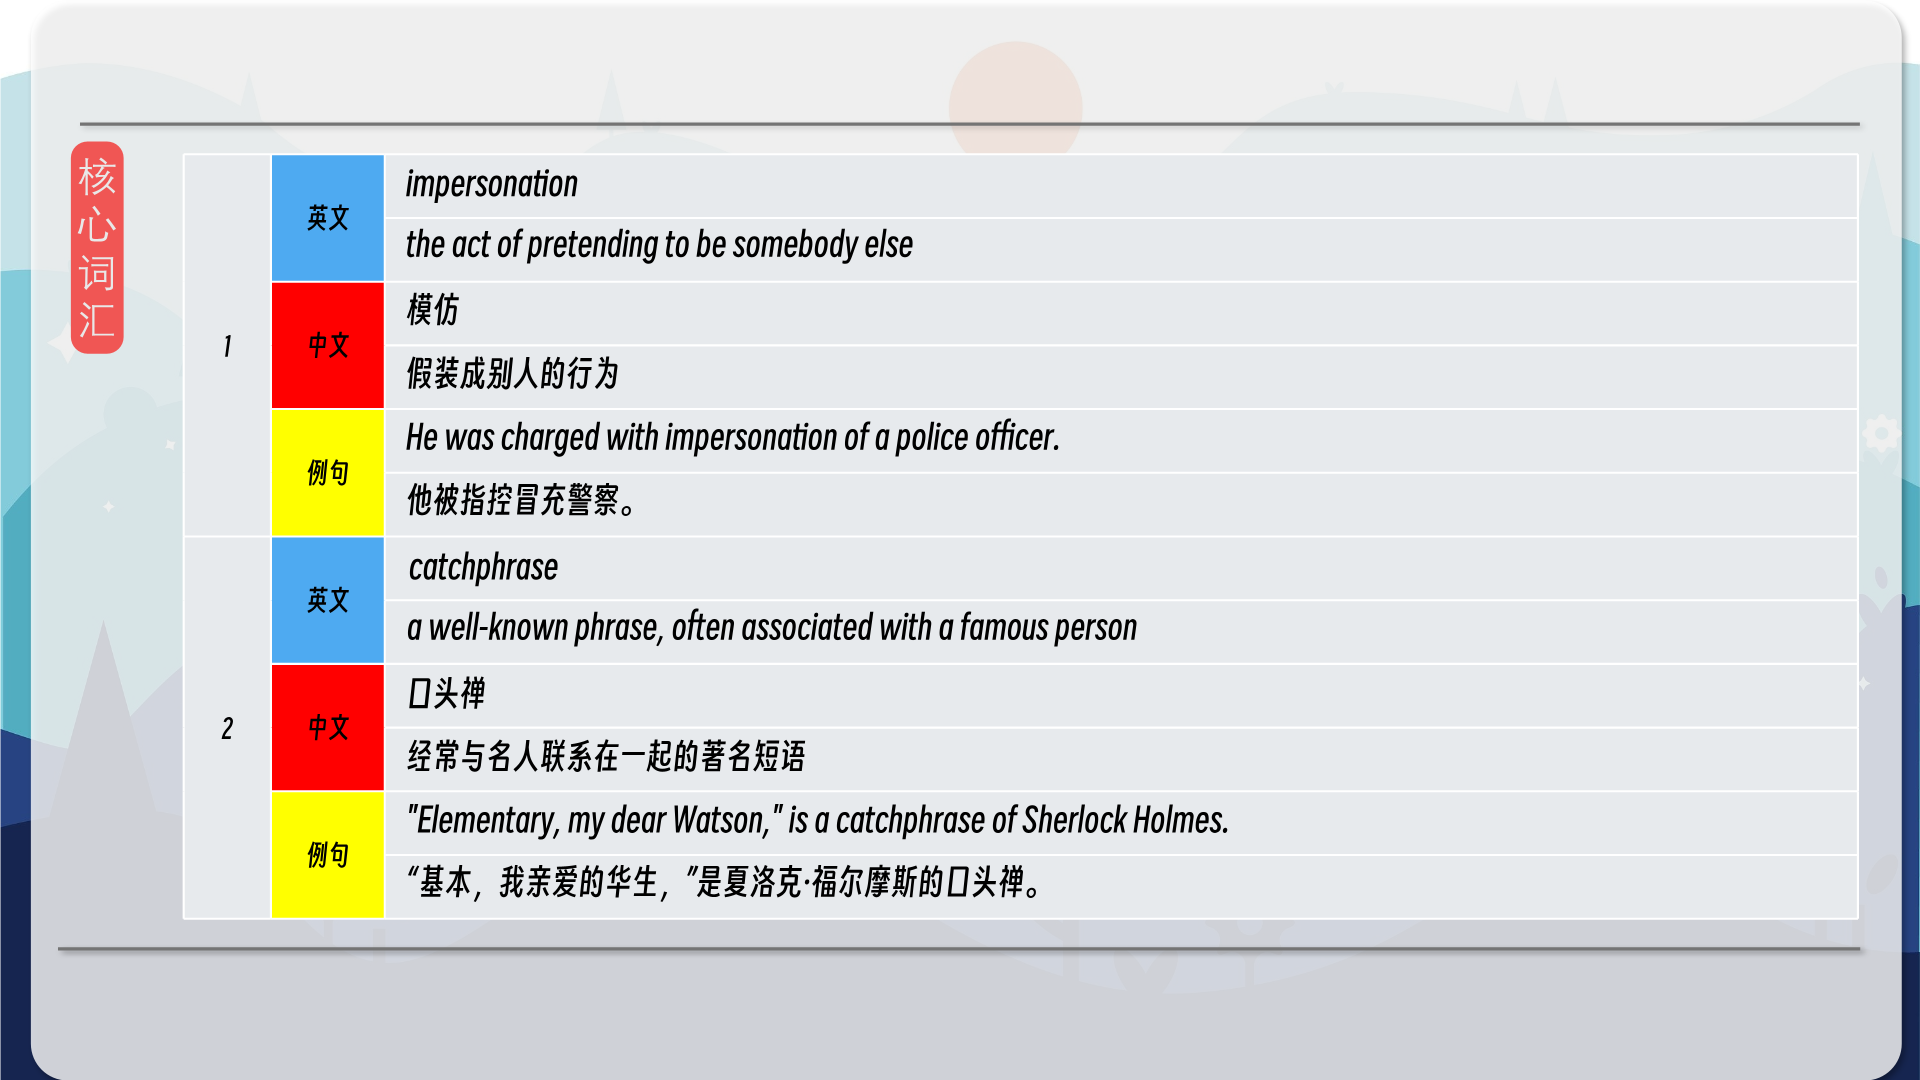 核心词汇
1
英文
impersonation
the act of pretending to be somebody else
中文
模仿
假装成别人的行为
例句
He was charged with impersonation of a police officer.
他被指控冒充警察。
2
英文
catchphrase
a well-known phrase, often associated with a famous person
中文
口头禅
经常与名人联系在一起的著名短语
例句
"Elementary, my dear Watson," is a catchphrase of Sherlock Holmes.
“基本，我亲爱的华生，”是夏洛克·福尔摩斯的口头禅。